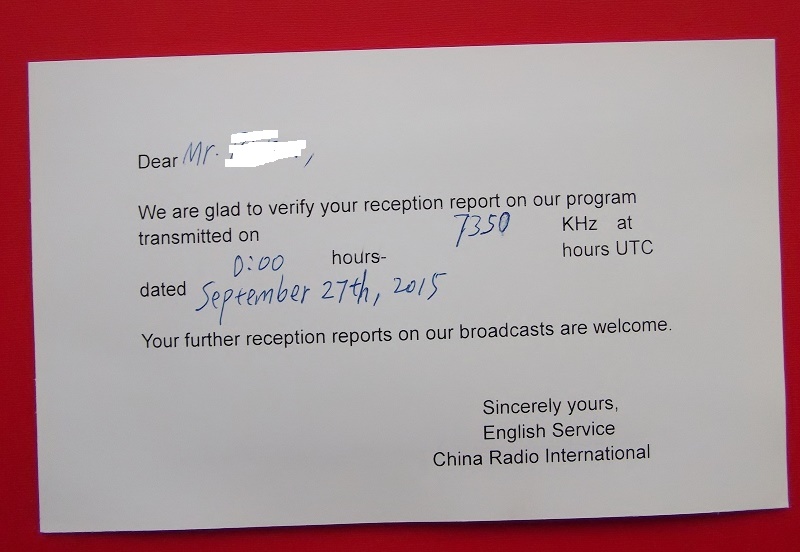 Dear Mr. ,
We are glad to verify your reception report on our program
transmitted on 7350 KHz at
0:00 hours- hours UTC
dated September 27th, 2015
Your further reception reports on our broadcasts are welcome.
Sincerely yours,
English Service
China Radio International